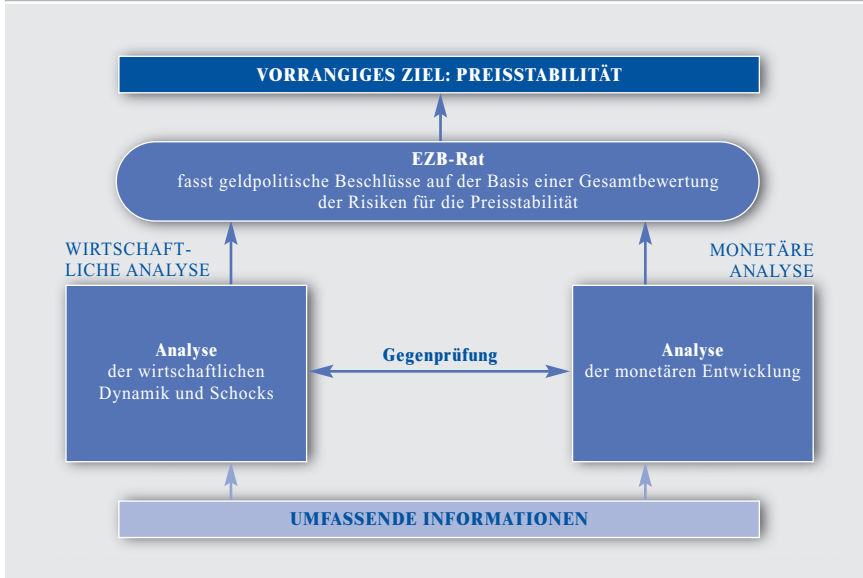 VORRANGIGES ZIEL: PREISSTABILITÄT
EZB-Rat
fasst geldpolitische Beschlüsse auf der Basis einer Gesamtbewertung
der Risiken für die Preisstabilität
WIRTSCHAFT-
LICHE ANALYSE
MONETÄRE
ANALYSE
Analyse
der wirtschaftlichen
Dynamik und Schocks
Gegenprüfung
Analyse
der monetären Entwicklung
UMFASSENDE INFORMATIONEN